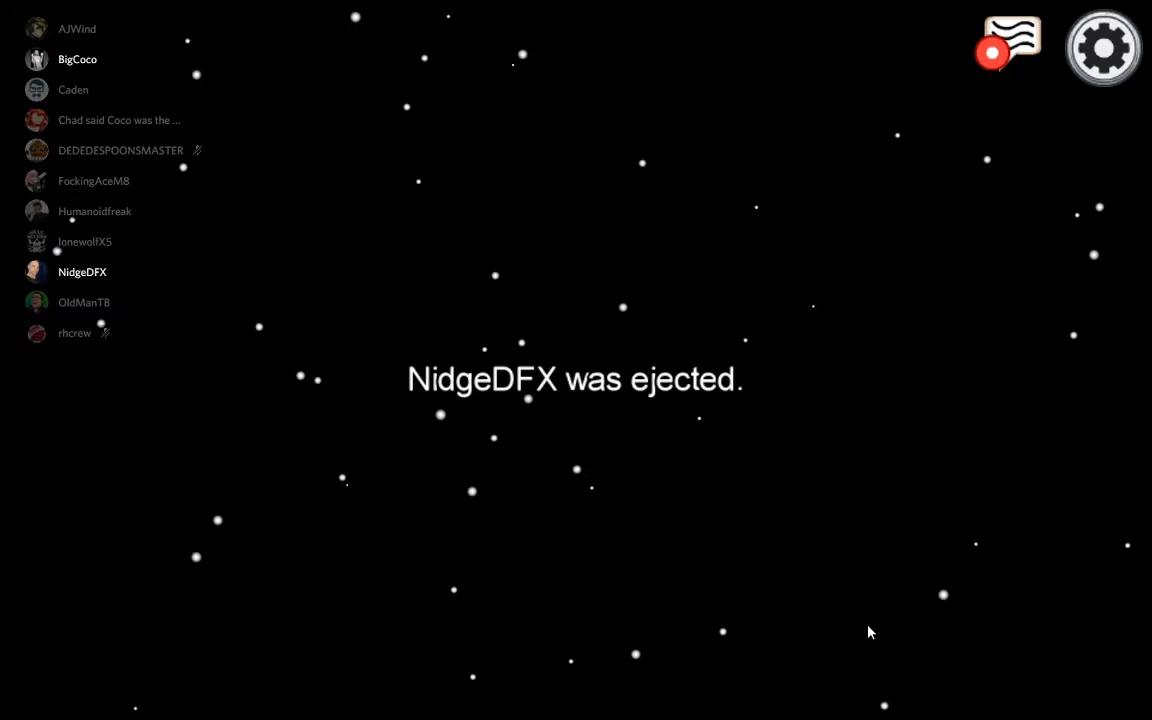 AJWind
BigCoco
Caden
Chad said Coco was the ...
DEDEDESPOONSMASTER
FockingAceM8
Humanoidfreak
lonewolfX5
NidgeDFX
OldManTB
rhcrew
NidgeDFX was ejected.